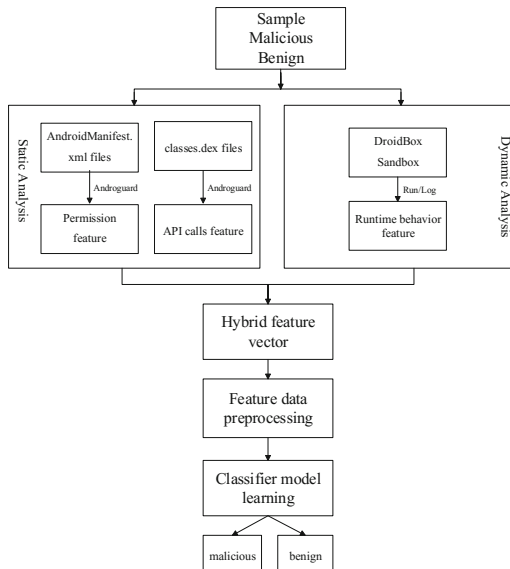 Sample
Malicious
Benign
Static Analysis
AndroidManifest.
xml files
Androguard
Permission
feature
classes.dex files
Androguard
API calls feature
DroidBox
Sandbox
Run/Log
Runtime behavior
feature
Dynamic Analysis
Hybrid feature
vector
Feature data
preprocessing
Classifier model
learning
malicious
benign